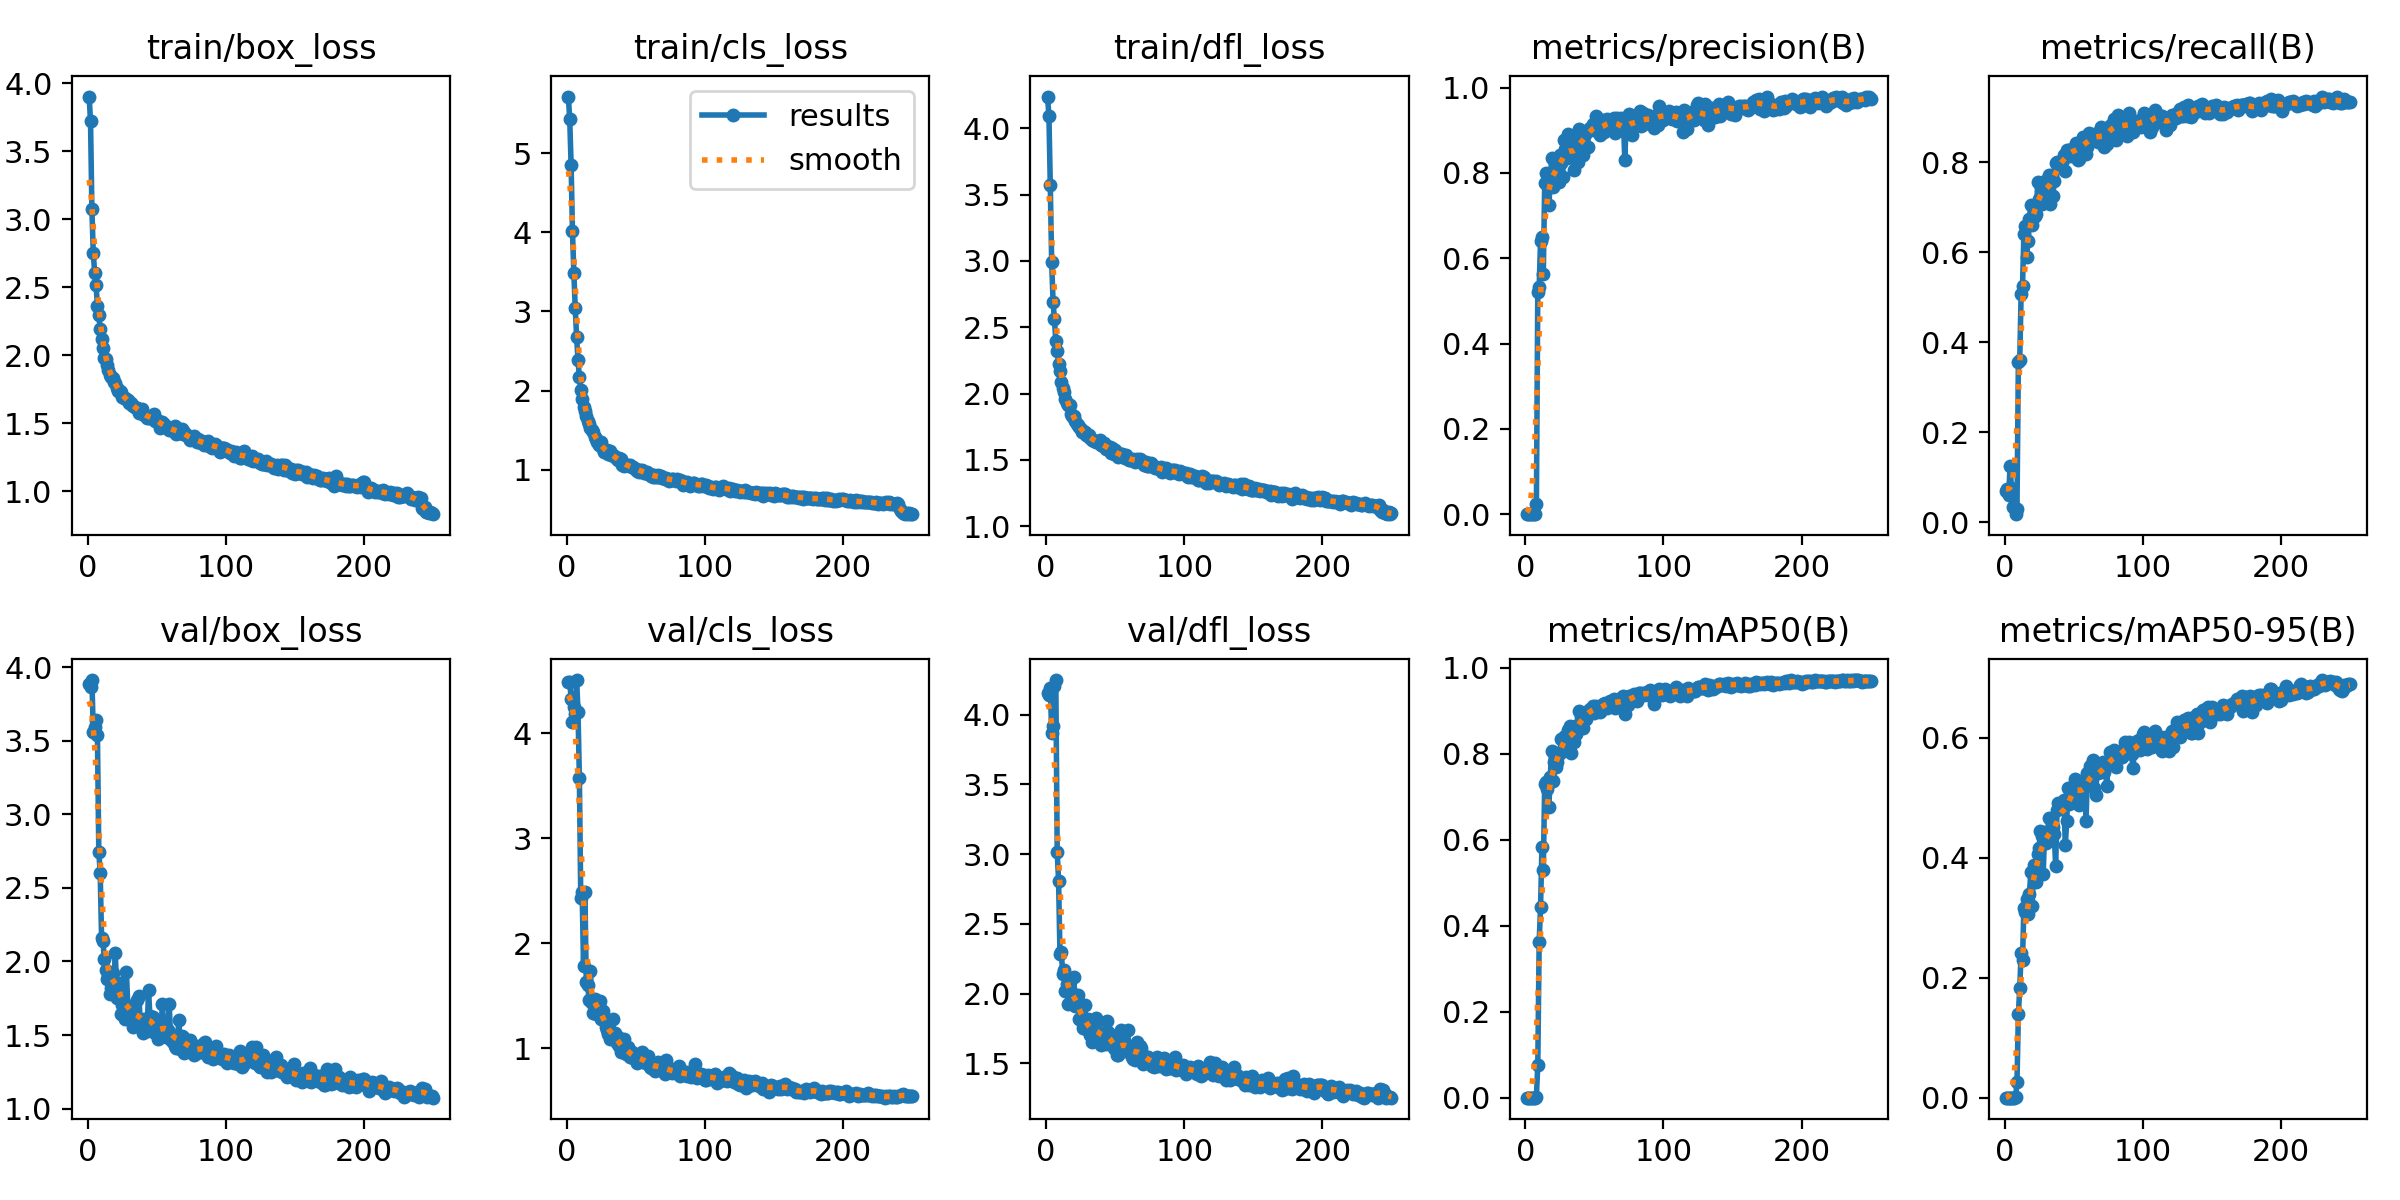 train/box_loss
4.0
3.5
3.0
2.5
2.0
1.5
1.0
0 100 200
train/cls_loss
results
smooth
5
4
3
2
1
0 100 200
train/dfl_loss
4.0
3.5
3.0
2.5
2.0
1.5
1.0
0 100 200
metrics/precision(B)
1.0
0.8
0.6
0.4
0.2
0.0
0 100 200
metrics/recall(B)
0.8
0.6
0.4
0.2
0.0
0 100 200
val/box_loss
4.0
3.5
3.0
2.5
2.0
1.5
1.0
0 100 200
val/cls_loss
4
3
2
1
0 100 200
val/dfl_loss
4.0
3.5
3.0
2.5
2.0
1.5
0 100 200
metrics/mAP50(B)
1.0
0.8
0.6
0.4
0.2
0.0
0 100 200
metrics/mAP50-95(B)
0.6
0.4
0.2
0.0
0 100 200